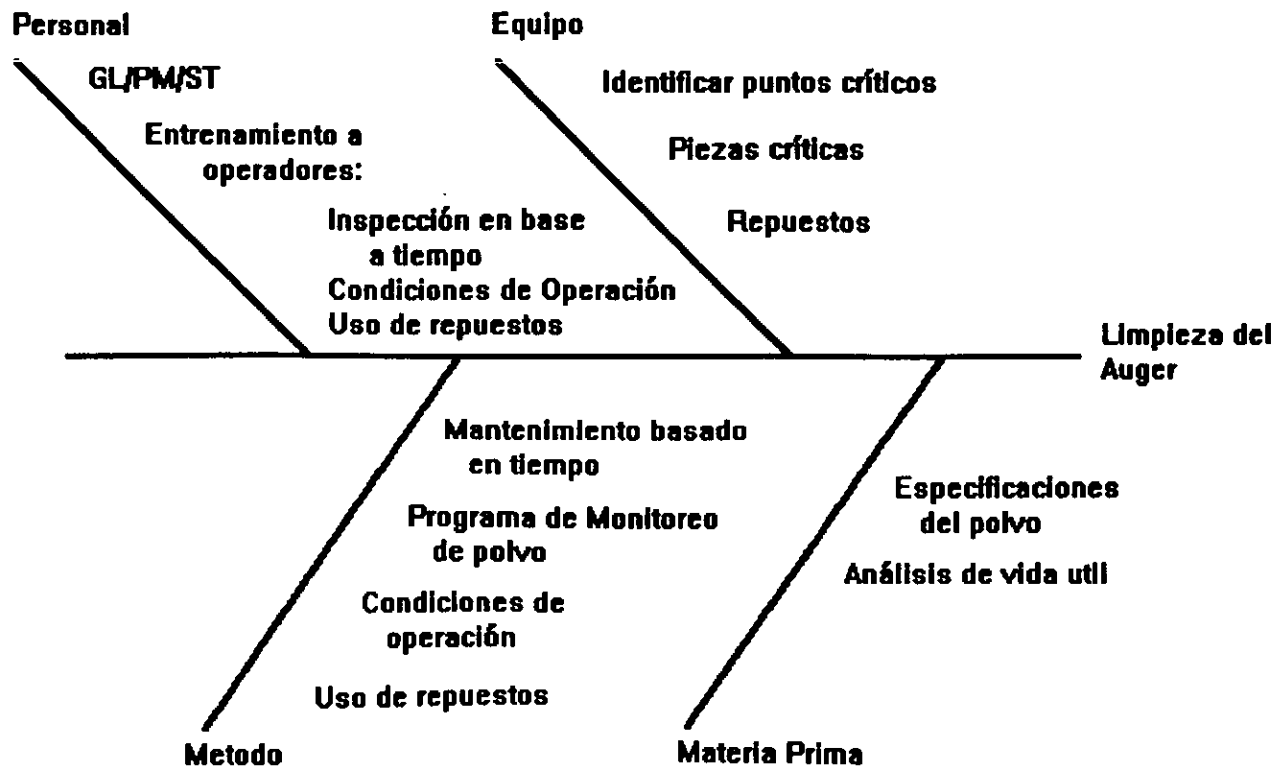 Personal
GL/PM/ST
Entrenamiento a
operadores:
Inspección en base
a tiempo
Condiciones de Operación
Uso de repuestos
Equipo
Identificar puntos críticos
Piezas críticas
Repuestos
Limpieza del
Auger
Mantenimiento basado
en tiempo
Programa de Monitoreo
de polvo
Condiciones de
operación
Uso de repuestos
Metodo
Especificaciones
del polvo
Análisis de vida util
Materia Prima